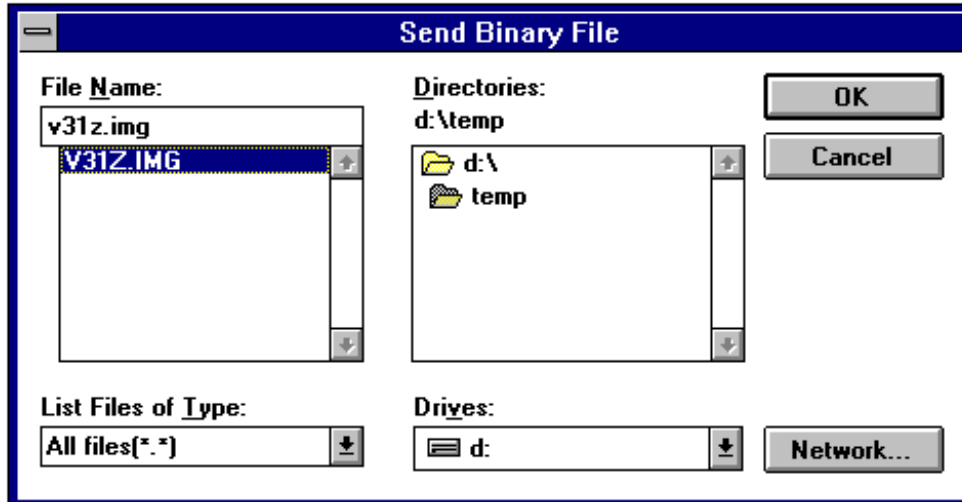 Send Binary File
File Name:
v31z.img
V31Z.IMG
Directories:
d:\temp
d:\
temp
OK
Cancel
List Files of Type:
All files(*.*)
Drives:
d:
Network...